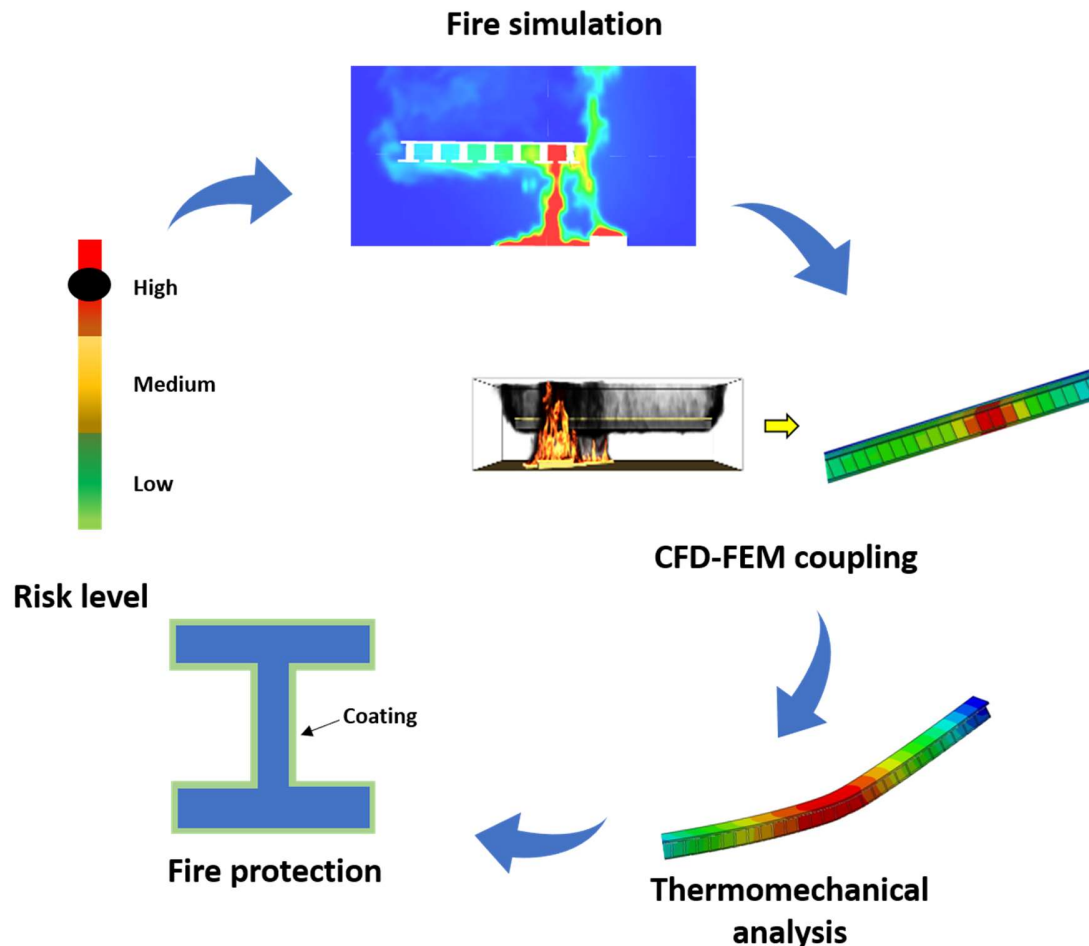 Fire simulation
High
Medium
Low
Risk level
CFD-FEM coupling
Coating
Fire protection
Thermomechanical
analysis